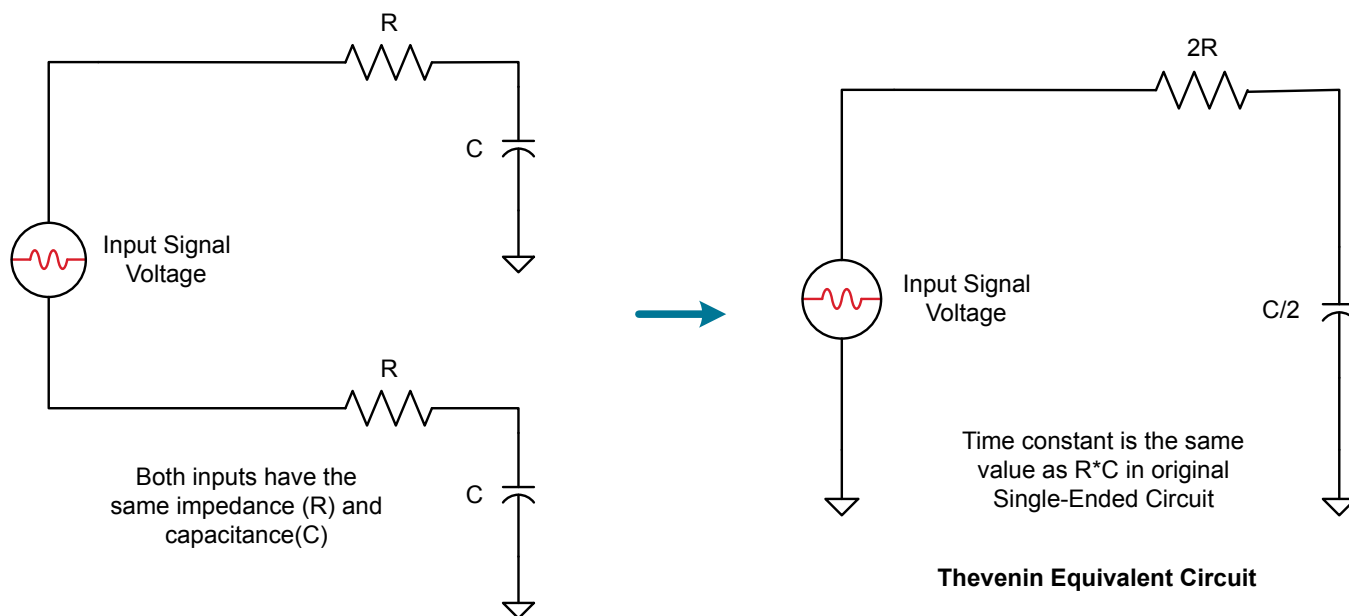 R
C
Input Signal
Voltage
R
C
Both inputs have the
same impedance (R) and
capacitance(C)
2R
Input Signal
Voltage
C/2
Time constant is the same
value as R*C in original
Single-Ended Circuit
Thevenin Equivalent Circuit